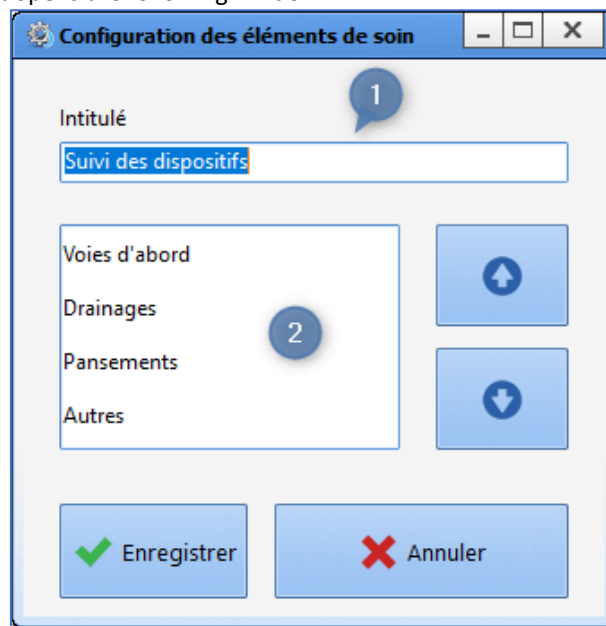 Configuration des éléments de soin
1
Intitulé
Suivi des dispositifs
Voies d'abord
Drainages
2
Pansements
Autres
Enregistrer
Annuler